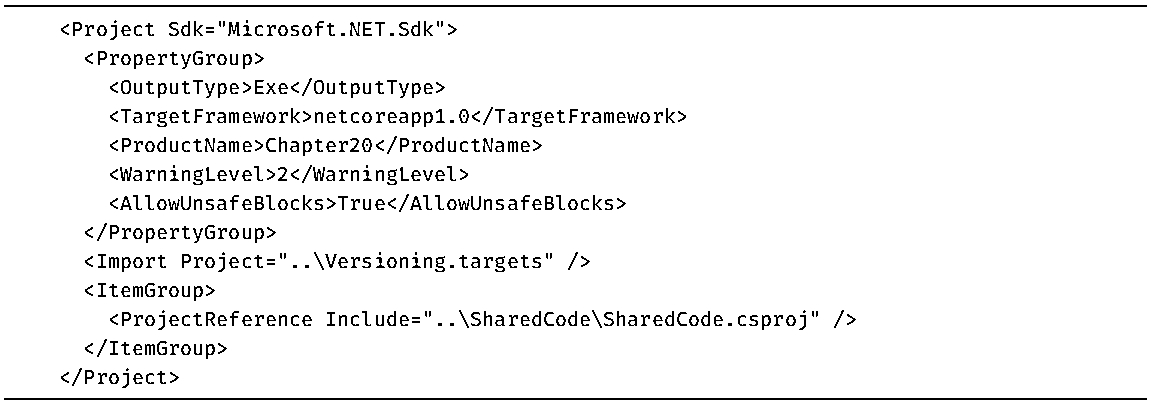 <Project Sdk="Microsoft.NET.Sdk">
  <PropertyGroup>
    <OutputType>Exe</OutputType>
    <TargetFramework>netcoreapp1.0</TargetFramework>
    <ProductName>Chapter20</ProductName>
    <WarningLevel>2</WarningLevel>
    <AllowUnsafeBlocks>True</AllowUnsafeBlocks>
  </PropertyGroup>
  <Import Project="..\Versioning.targets" />
  <ItemGroup>
    <ProjectReference Include="..\SharedCode\SharedCode.csproj" />
  </ItemGroup>
</Project>